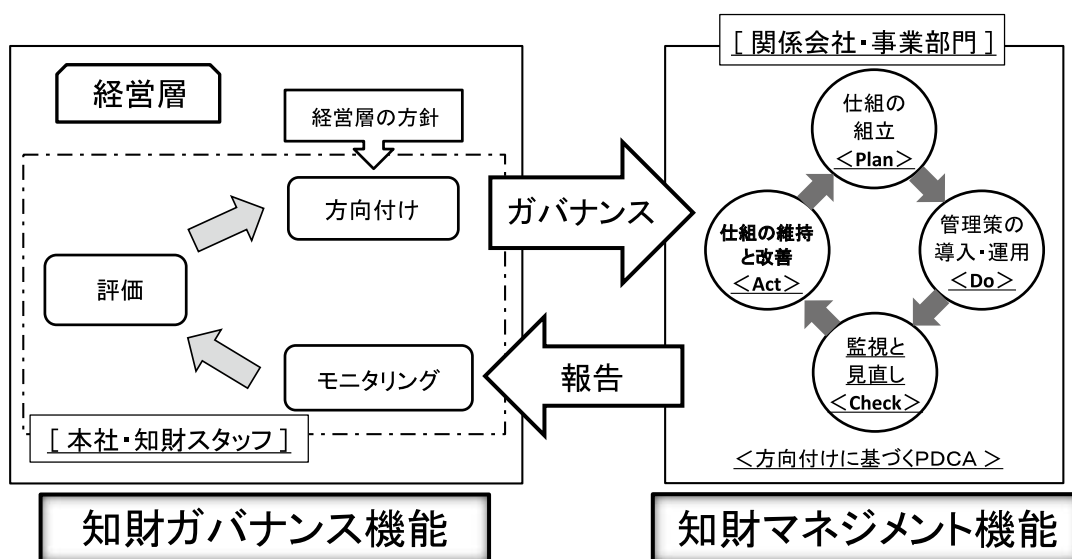 経営層
経営層の方針
方向付け
評価
モニタリング
[ 本社・知財スタッフ ]
知財ガバナンス機能
ガバナンス
報告
[ 関係会社・事業部門 ]
仕組の
組立
＜Plan＞
管理策の
導入・運用
＜Do＞
監視と
見直し
＜Check＞
仕組の維持
と改善
＜Act＞
＜方向付けに基づくPDCA ＞
知財マネジメント機能